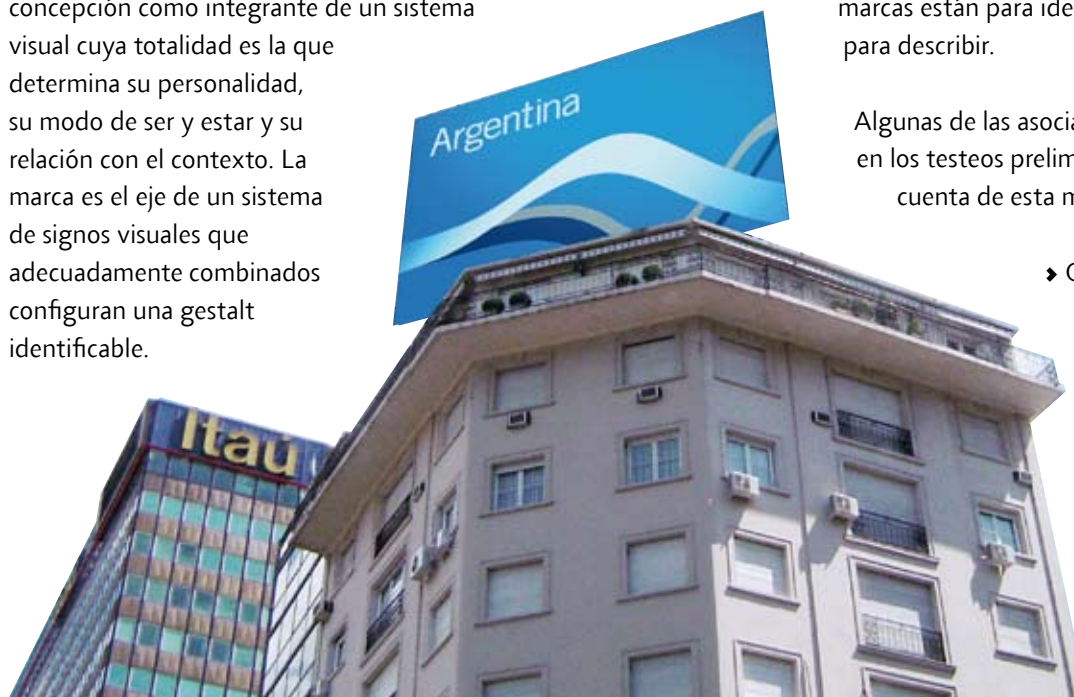 concepción como integrante de un sistema
visual cuya totalidad es la que
determina su personalidad,
su modo de ser y estar y su
relación con el contexto. La
marca es el eje de un sistema
de signos visuales que
adecuadamente combinados
configuran una gestalt
identificable.
marcas están para
para describir.
Algunas de las
en los testeos
cuenta de esta
Argentina
Itaú